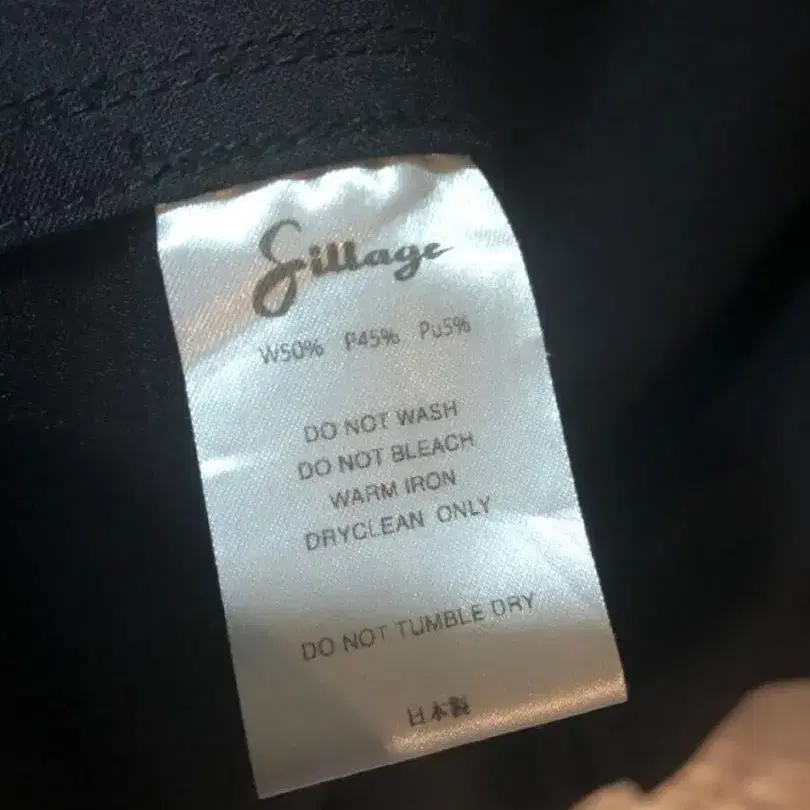 Sillage
W50% P45% Pu5%
DO NOT WASH
DO NOT BLEACH
WARM IRON
DRYCLEAN ONLY
DO NOT TUMBLE DRY
日本製